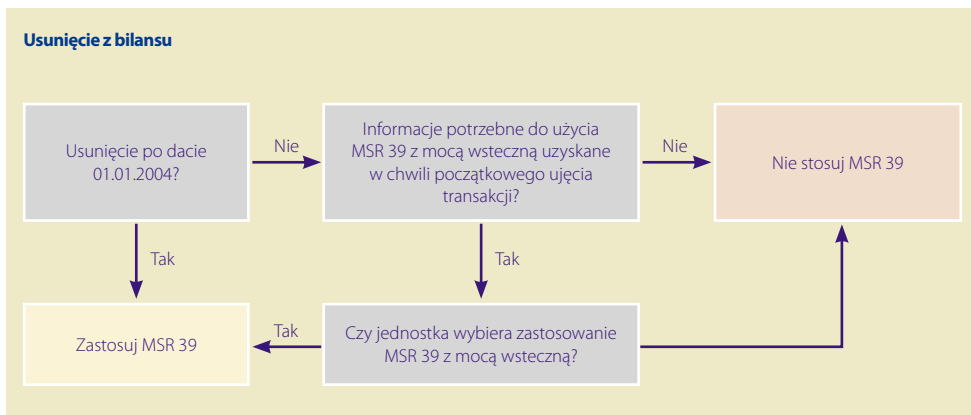 Usunięcie z bilansu
Usunięcie po dacie
01.01.2004?
Nie
Informacje potrzebne do użycia
MSR 39 z mocą wsteczną uzyskane
w chwili początkowego ujęcia
transakcji?
Nie
Nie stosuj MSR 39
Tak
Tak
Zastosuj MSR 39
Tak
Czy jednostka wybiera zastosowanie
MSR 39 z mocą wsteczną?